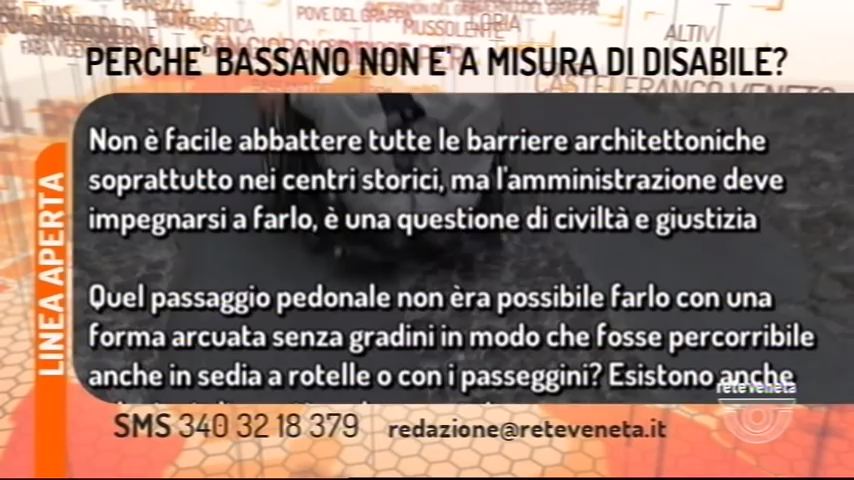 PERCHE' BASSANO NON E' A MISURA DI DISABILE?
Non è facile abbattere tutte le barriere architettoniche
soprattutto nei centri storici, ma l'amministrazione deve
impegnarsi a farlo, è una questione di civiltà e giustizia
Quel passaggio pedonale non èra possibile farlo con una
forma arcuata senza gradini in modo che fosse percorribile
anche in sedia a rotelle o con i passeggini? Esistono anche
LINEA APERTA
reteveneta
SMS 340 32 18 379 redazione@reteveneta.it
POVE DEL GRAPPA
MUSSOLENTE
ALTIV
CASTELFRANCO VENETO